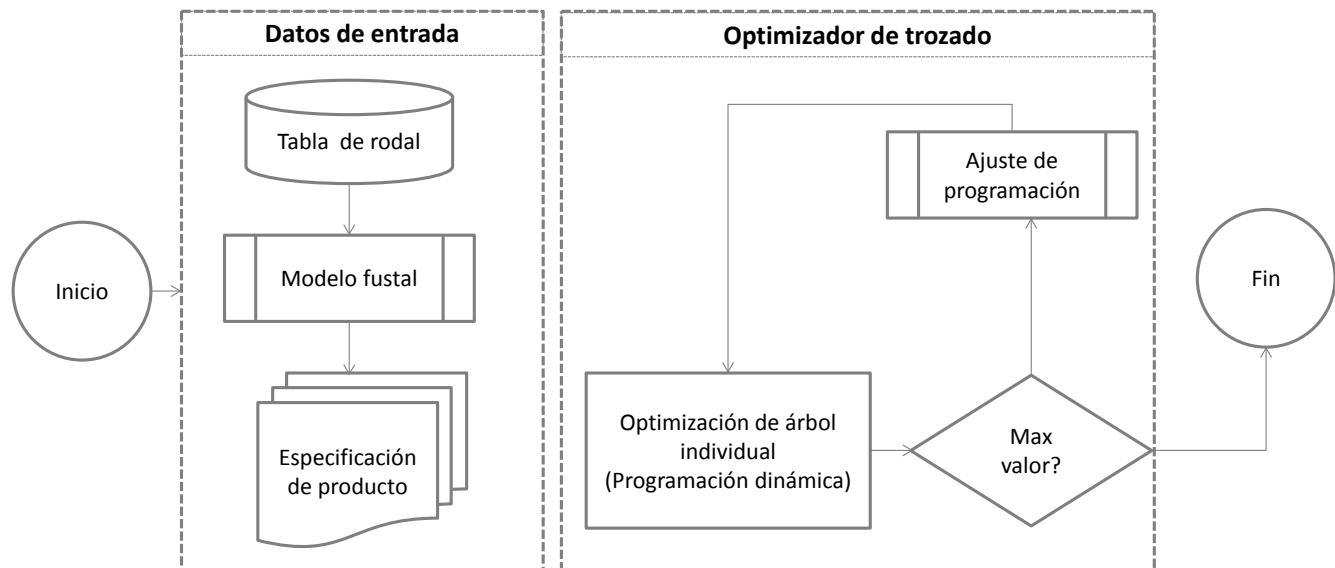 Datos de entrada
Optimizador de trozado
Tabla de rodal
Ajuste de
programación
Modelo fustal
Inicio
Fin
Optimización de árbol
individual
(Programación dinámica)
Max
valor?
Especificación
de producto